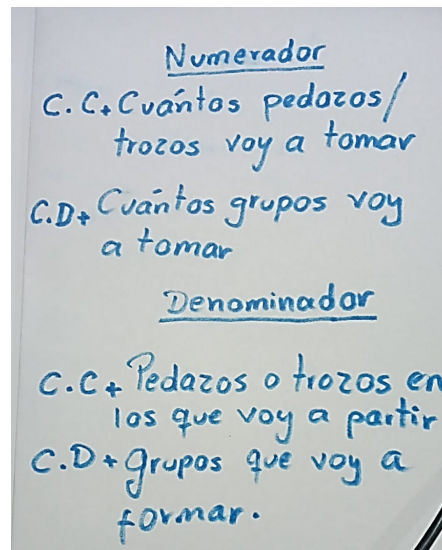 Numerador
C.C. Cuántos pedazos/
trozos voy a tomar
C.D+ Cuántos grupos voy
a tomar
Denominador
C.C+ Pedazos o trozos en
los que voy a partir
C.D+ grupos que voy a
formar.